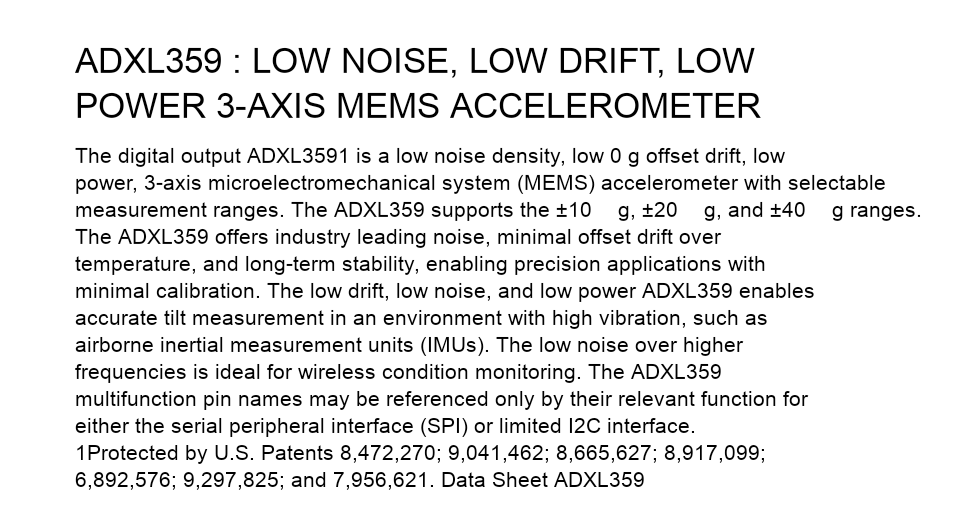 ADXL359 : LOW NOISE, LOW DRIFT, LOW
POWER 3-AXIS MEMS ACCELEROMETER
The digital output ADXL3591 is a low noise density, low 0 g offset drift, low
power, 3-axis microelectromechanical system (MEMS) accelerometer with selectable
measurement ranges. The ADXL359 supports the ±10 g, ±20 g, and ±40 g ranges.
The ADXL359 offers industry leading noise, minimal offset drift over
temperature, and long-term stability, enabling precision applications with
minimal calibration. The low drift, low noise, and low power ADXL359 enables
accurate tilt measurement in an environment with high vibration, such as
airborne inertial measurement units (IMUs). The low noise over higher
frequencies is ideal for wireless condition monitoring. The ADXL359
multifunction pin names may be referenced only by their relevant function for
either the serial peripheral interface (SPI) or limited I2C interface.
1Protected by U.S. Patents 8,472,270; 9,041,462; 8,665,627; 8,917,099;
6,892,576; 9,297,825; and 7,956,621. Data Sheet ADXL359